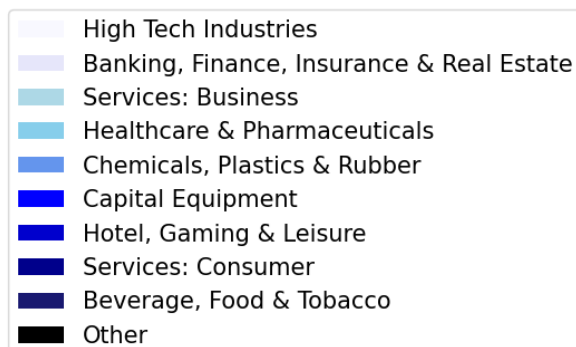 High Tech Industries
Banking, Finance, Insurance & Real Estate
Services: Business
Healthcare & Pharmaceuticals
Chemicals, Plastics & Rubber
Capital Equipment
Hotel, Gaming & Leisure
Services: Consumer
Beverage, Food & Tobacco
Other